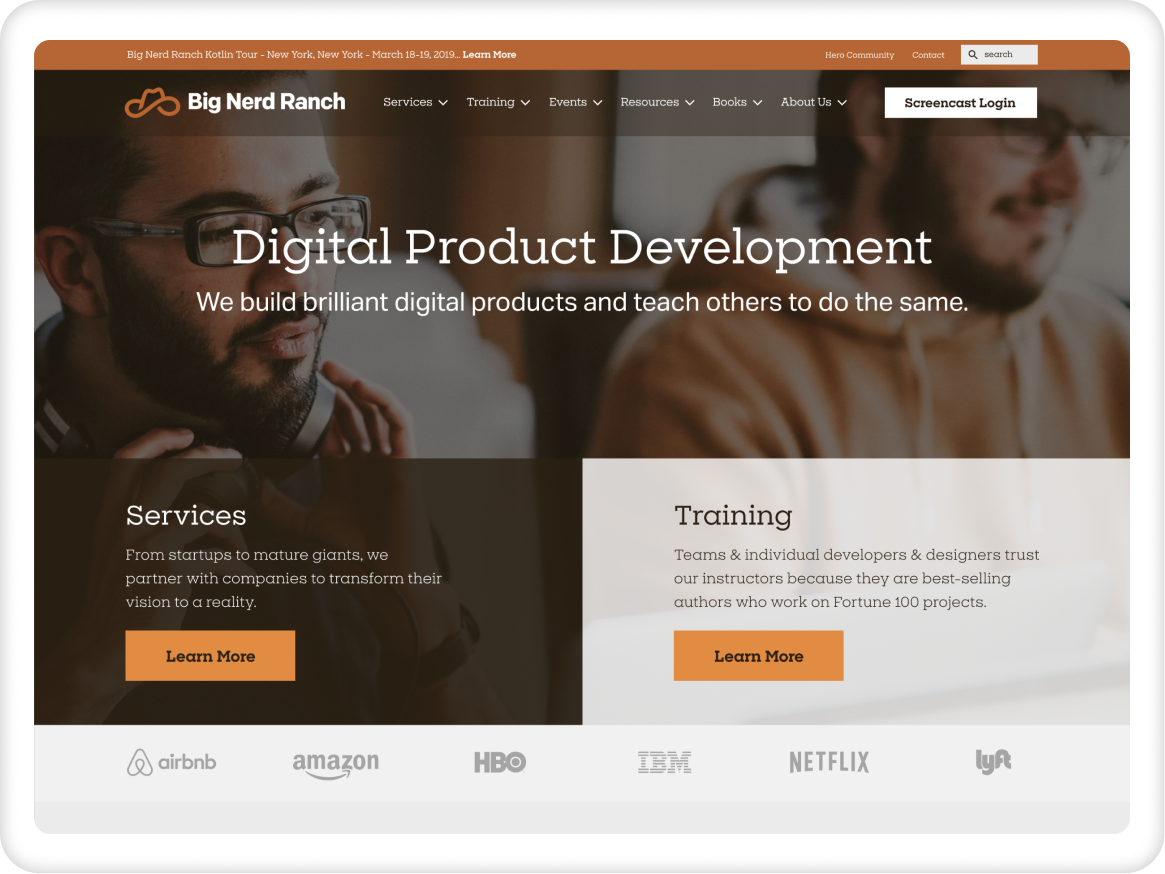 Big Nerd Ranch Kotlin Tour - New York, New York - March 18-19, 2019... Learn More
Hero Community
Contact
search
Big Nerd Ranch
Services
Training
Events
Resources
Books
About Us
Screencast Login
Digital Product Development
We build brilliant digital products and teach others to do the same.
Services
From startups to mature giants, we
partner with companies to transform their
vision to a reality.
Learn More
Training
Teams & individual developers & designers trust
our instructors because they are best-selling
authors who work on Fortune 100 projects.
Learn More
airbnb
amazon
HBO
IBM
NETFLIX
lyft